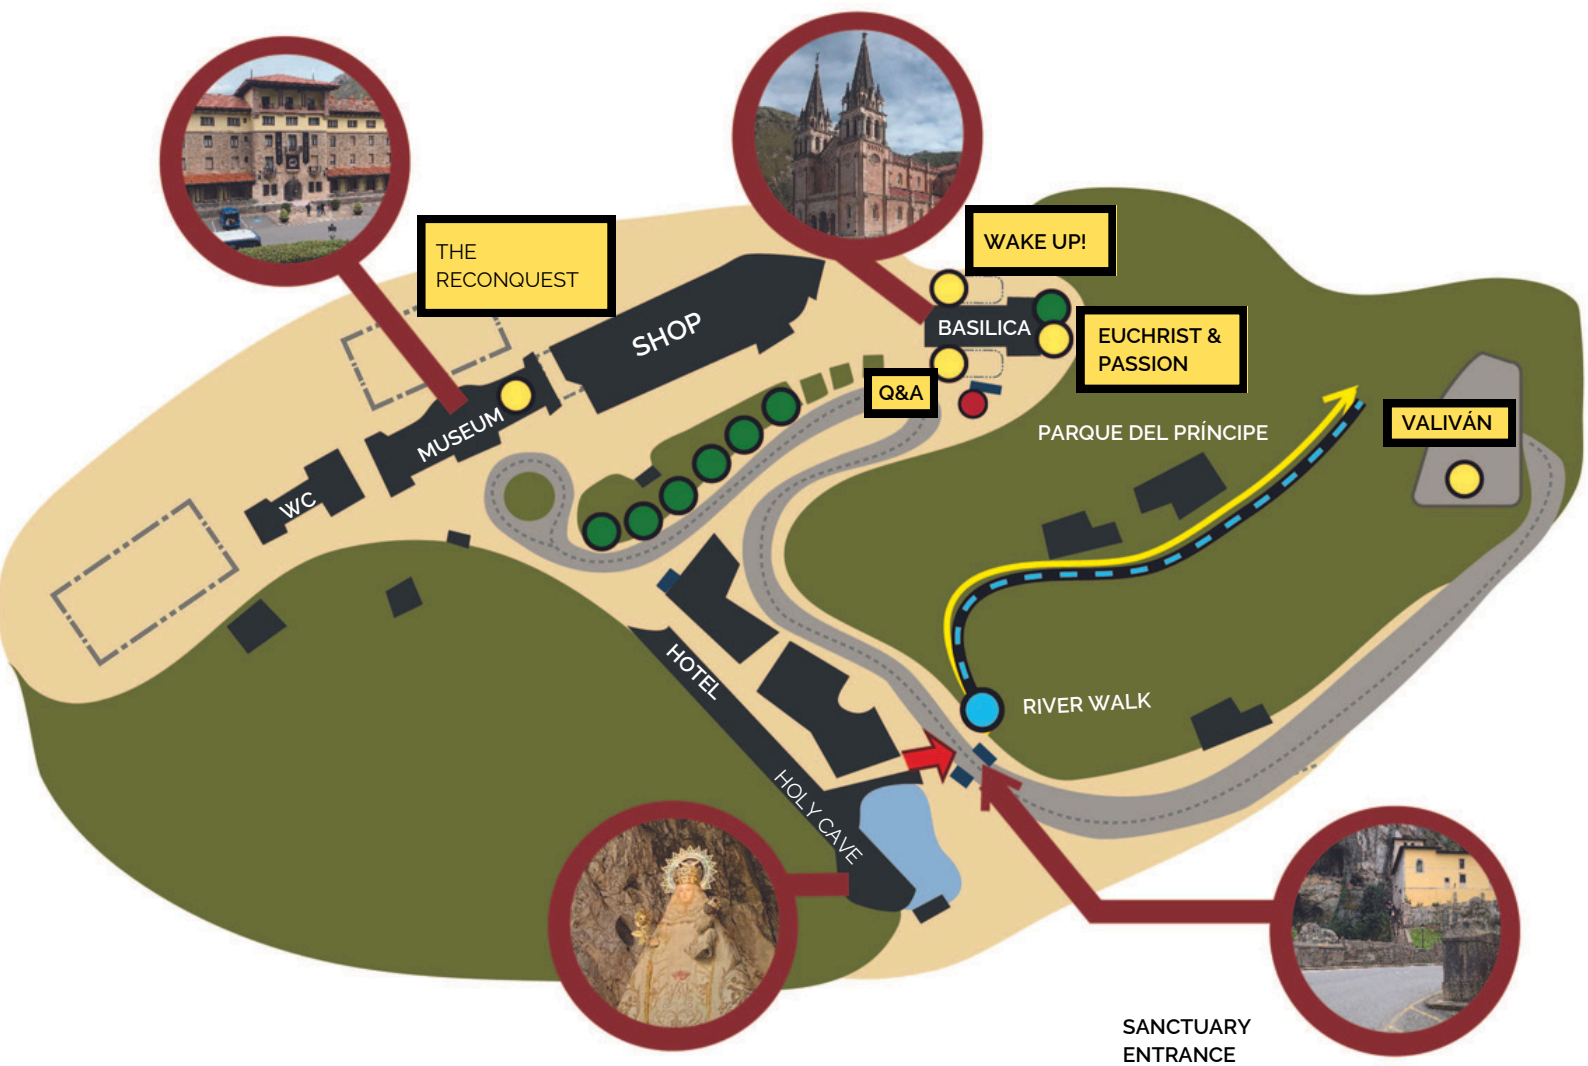 THE
RECONQUEST
WAKE UP!
SHOP
BASILICA
EUCHRIST &
PASSION
Q&A
MUSEUM
PARQUE DEL PRÍNCIPE
VALIVÁN
WC
HOTEL
RIVER WALK
HOLY CAVE
SANCTUARY
ENTRANCE